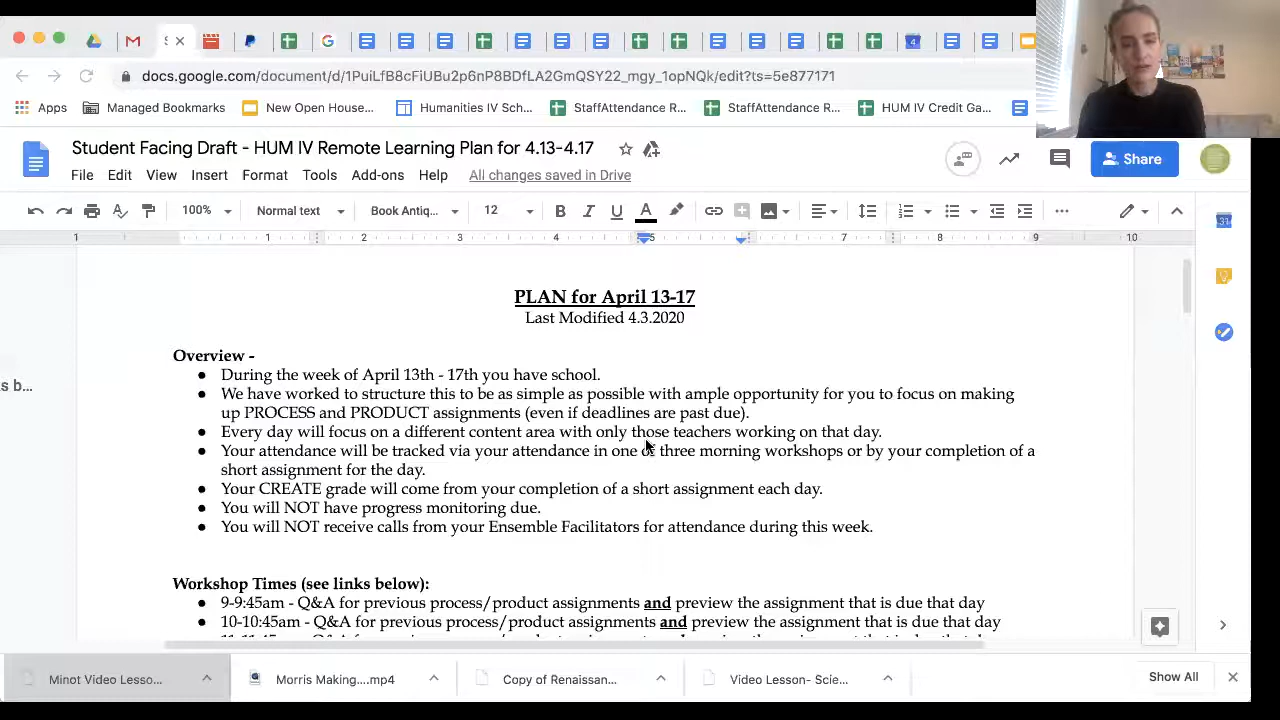 docs.google.com/document/d/1PuiLfB8cFiUBu2p6nP8BDfLA2GmQSY22_mgy_1opNQk/edit?ts=5e877171
Apps Managed Bookmarks New Open Ho... Humanities IV Sch... StaffAttendance R... StaffAttendance R... HUM IV Credit Ga...
Student Facing Draft - HUM IV Remote Learning Plan for 4.13-4.17
Share
File Edit View Insert Format Tools Add-ons Help All changes saved in Drive
100% Normal text Book Antiq... 12 B I U A
1 1 2 3 4 5 7 8 9 10
31
PLAN for April 13-17
Last Modified 4.3.2020
Overview -
● During the week of April 13th - 17th you have school.
● We have worked to structure this to be as simple as possible with ample opportunity for you to focus on making
up PROCESS and PRODUCT assignments (even if deadlines are past due).
s b...
● Every day will focus on a different content area with only those teachers working on that day.
● Your attendance will be tracked via your attendance in one of three morning workshops or by your completion of a
short assignment for the day.
● Your CREATE grade will come from your completion of a short assignment each day.
● You will NOT have progress monitoring due.
● You will NOT receive calls from your Ensemble Facilitators for attendance during this week.
Workshop Times (see links below):
● 9-9:45am - Q&A for previous process/product assignments and preview the assignment that is due that day
● 10-10:45am - Q&A for previous process/product assignments and preview the assignment that is due that day
Minot Video Lesso... Morris Making....mp4 Copy of Renaissan... Video Lesson- Scie... Show All